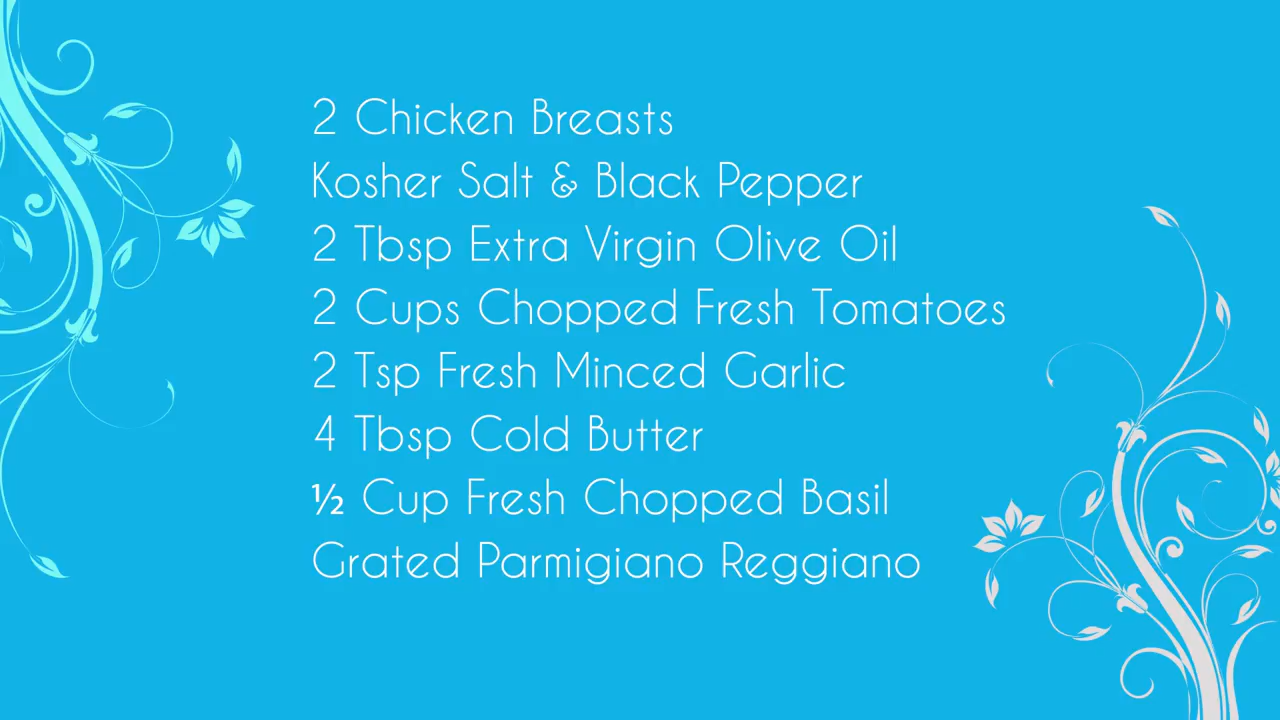 2 Chicken Breasts
Kosher Salt & Black Pepper
2 Tbsp Extra Virgin Olive Oil
2 Cups Chopped Fresh Tomatoes
2 Tsp Fresh Minced Garlic
4 Tbsp Cold Butter
½ Cup Fresh Chopped Basil
Grated Parmigiano Reggiano